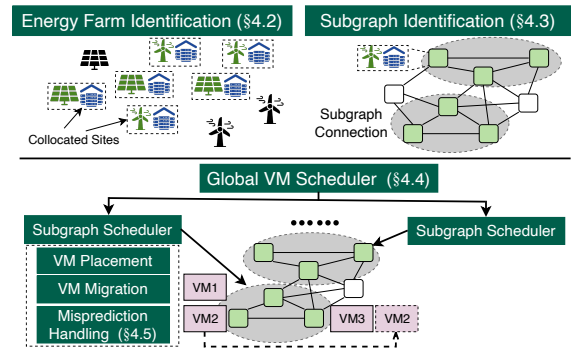 Energy Farm Identification (§4.2)
Subgraph Identification (§4.3)
Collocated Sites
Subgraph
Connection
Global VM Scheduler (§4.4)
Subgraph Scheduler
Subgraph Scheduler
VM Placement
VM Migration
Misprediction
Handling (§4.5)
VM1
VM2
VM3
VM2